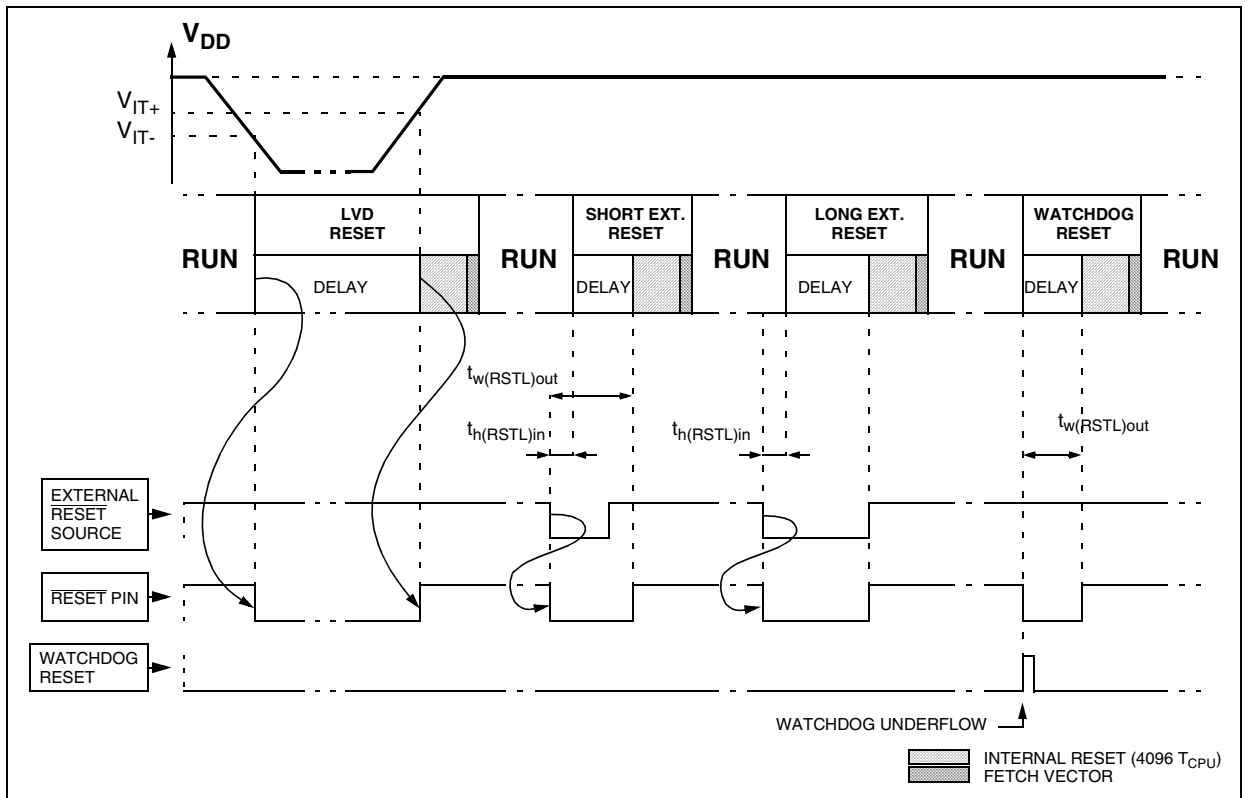 VDD
VIT+
VIT-
LVD
RESET
SHORT EXT.
RESET
LONG EXT.
RESET
WATCHDOG
RESET
RUN
RUN
RUN
RUN
RUN
DELAY
DELAY
DELAY
DELAY
tw(RSTL)out
th(RSTL)in
th(RSTL)in
tw(RSTL)out
EXTERNAL
RESET
SOURCE
RESET PIN
WATCHDOG
RESET
WATCHDOG UNDERFLOW
INTERNAL RESET (4096 TCPU)
FETCH VECTOR